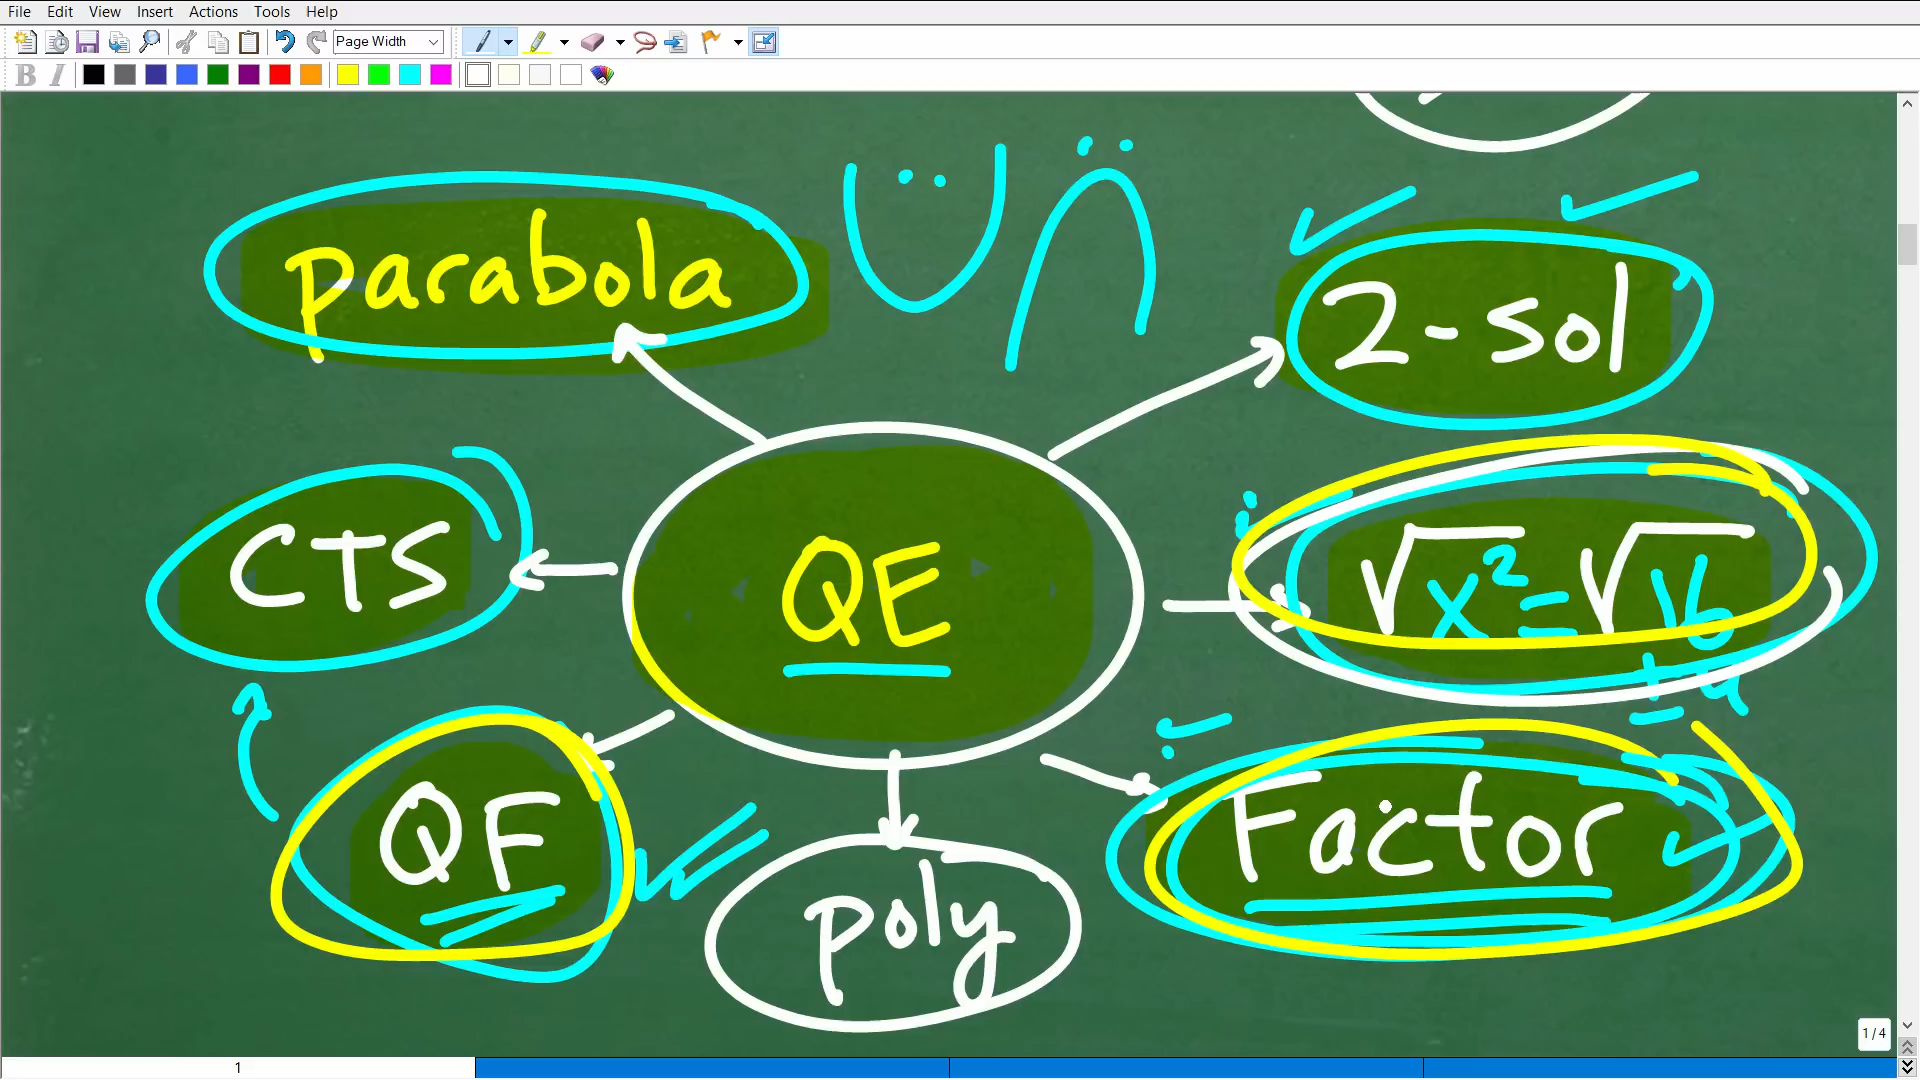 File Edit View Insert Actions Tools Help
Page Width
B I
parabola
2-sol
CTS
QE
√x²=√16
± 4
QF
poly
Factor
1 / 4
1